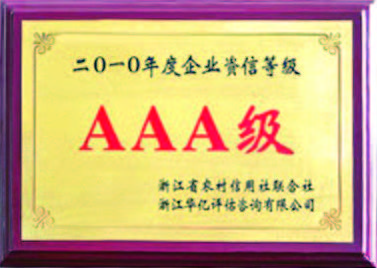 二〇一〇年度企业资信等级
AAA级
浙江省农村信用社联合社
浙江华亿评估咨询有限公司